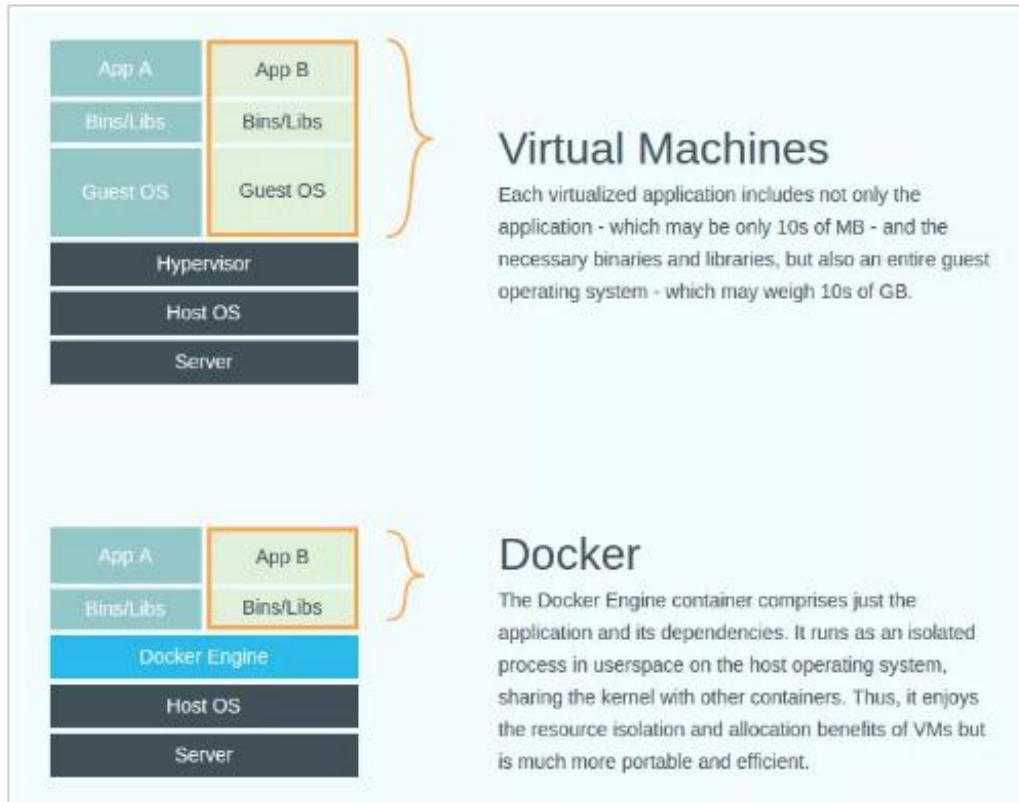 App A App B
Bins/Libs Bins/Libs
Guest OS Guest OS
Hypervisor
Host OS
Server
Virtual Machines
Each virtualized application includes not only the
application - which may be only 10s of MB - and the
necessary binaries and libraries, but also an entire guest
operating system - which may weigh 10s of GB.
App A App B
Bins/Libs Bins/Libs
Docker Engine
Host OS
Server
Docker
The Docker Engine container comprises just the
application and its dependencies. It runs as an isolated
process in userspace on the host operating system,
sharing the kernel with other containers. Thus, it enjoys
the resource isolation and allocation benefits of VMs but
is much more portable and efficient.